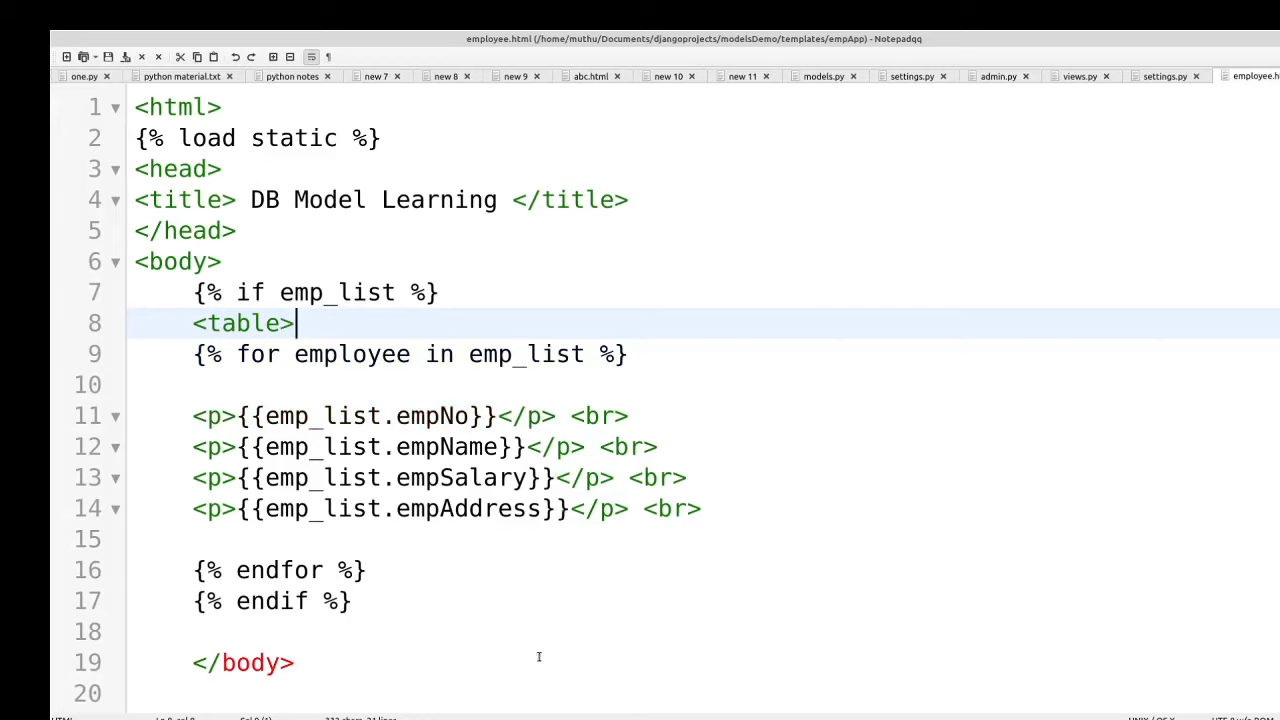 employee.html (/home/muthu/Documents/djangoprojects/modelsDemo/templates/empApp) - Notepadqq
one.py python material.txt python notes new 7 new 8 new 9 abc.html new 10 new 11 models.py settings.py admin.py views.py settings.py employee.h
1 <html>
2 {% load static %}
3 <head>
4 <title> DB Model Learning </title>
5 </head>
6 <body>
7 {% if emp_list %}
8 <table>
9 {% for employee in emp_list %}
10
11 <p>{{emp_list.empNo}}</p> <br>
12 <p>{{emp_list.empName}}</p> <br>
13 <p>{{emp_list.empSalary}}</p> <br>
14 <p>{{emp_list.empAddress}}</p> <br>
15
16 {% endfor %}
17 {% endif %}
18
19 </body>
20